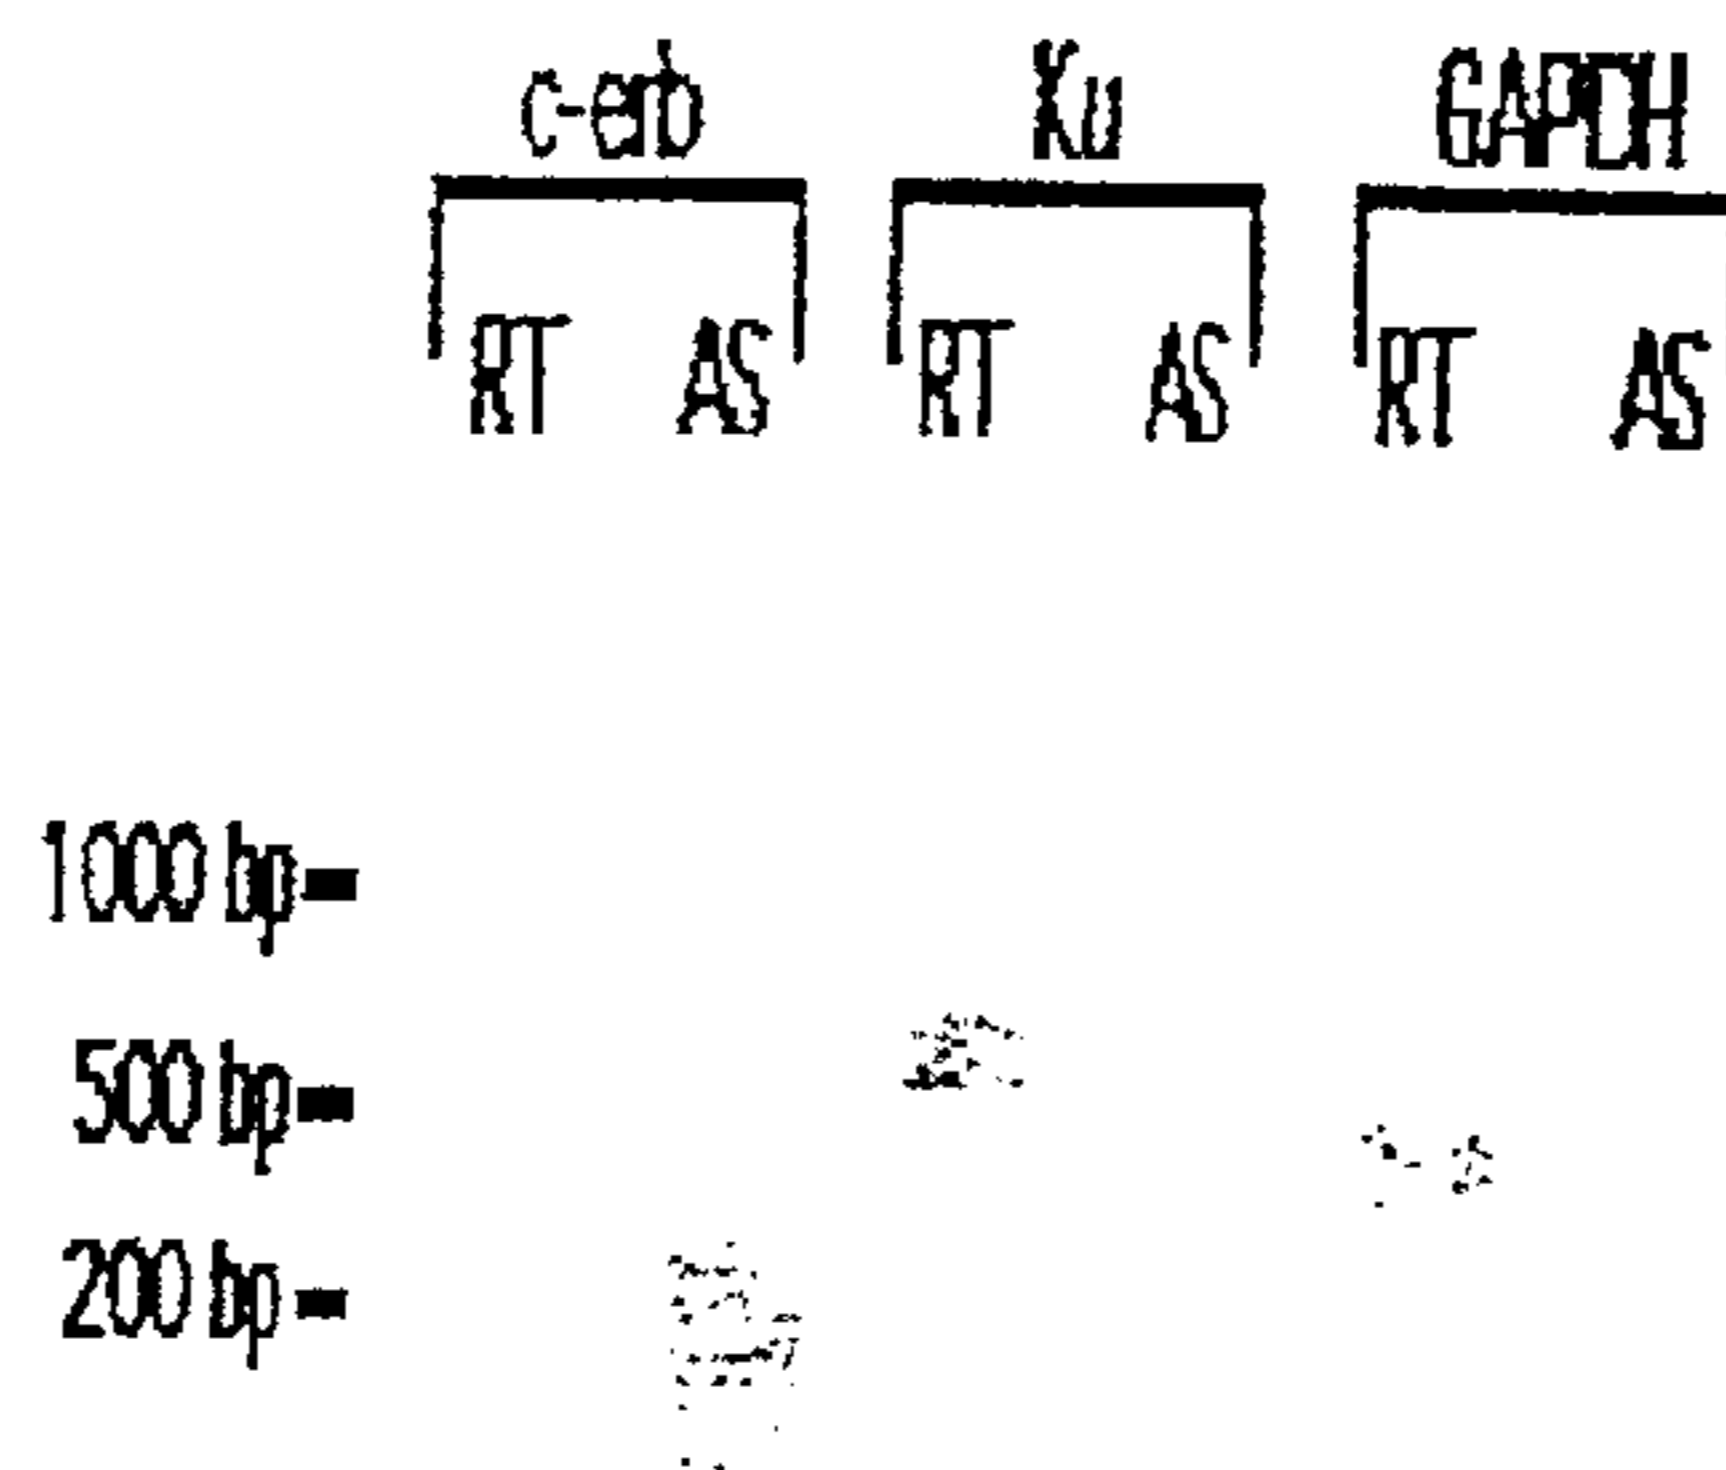 c-erb Ku GAPDH
RT AS RT AS RT AS
1000 bp
500 bp
200 bp